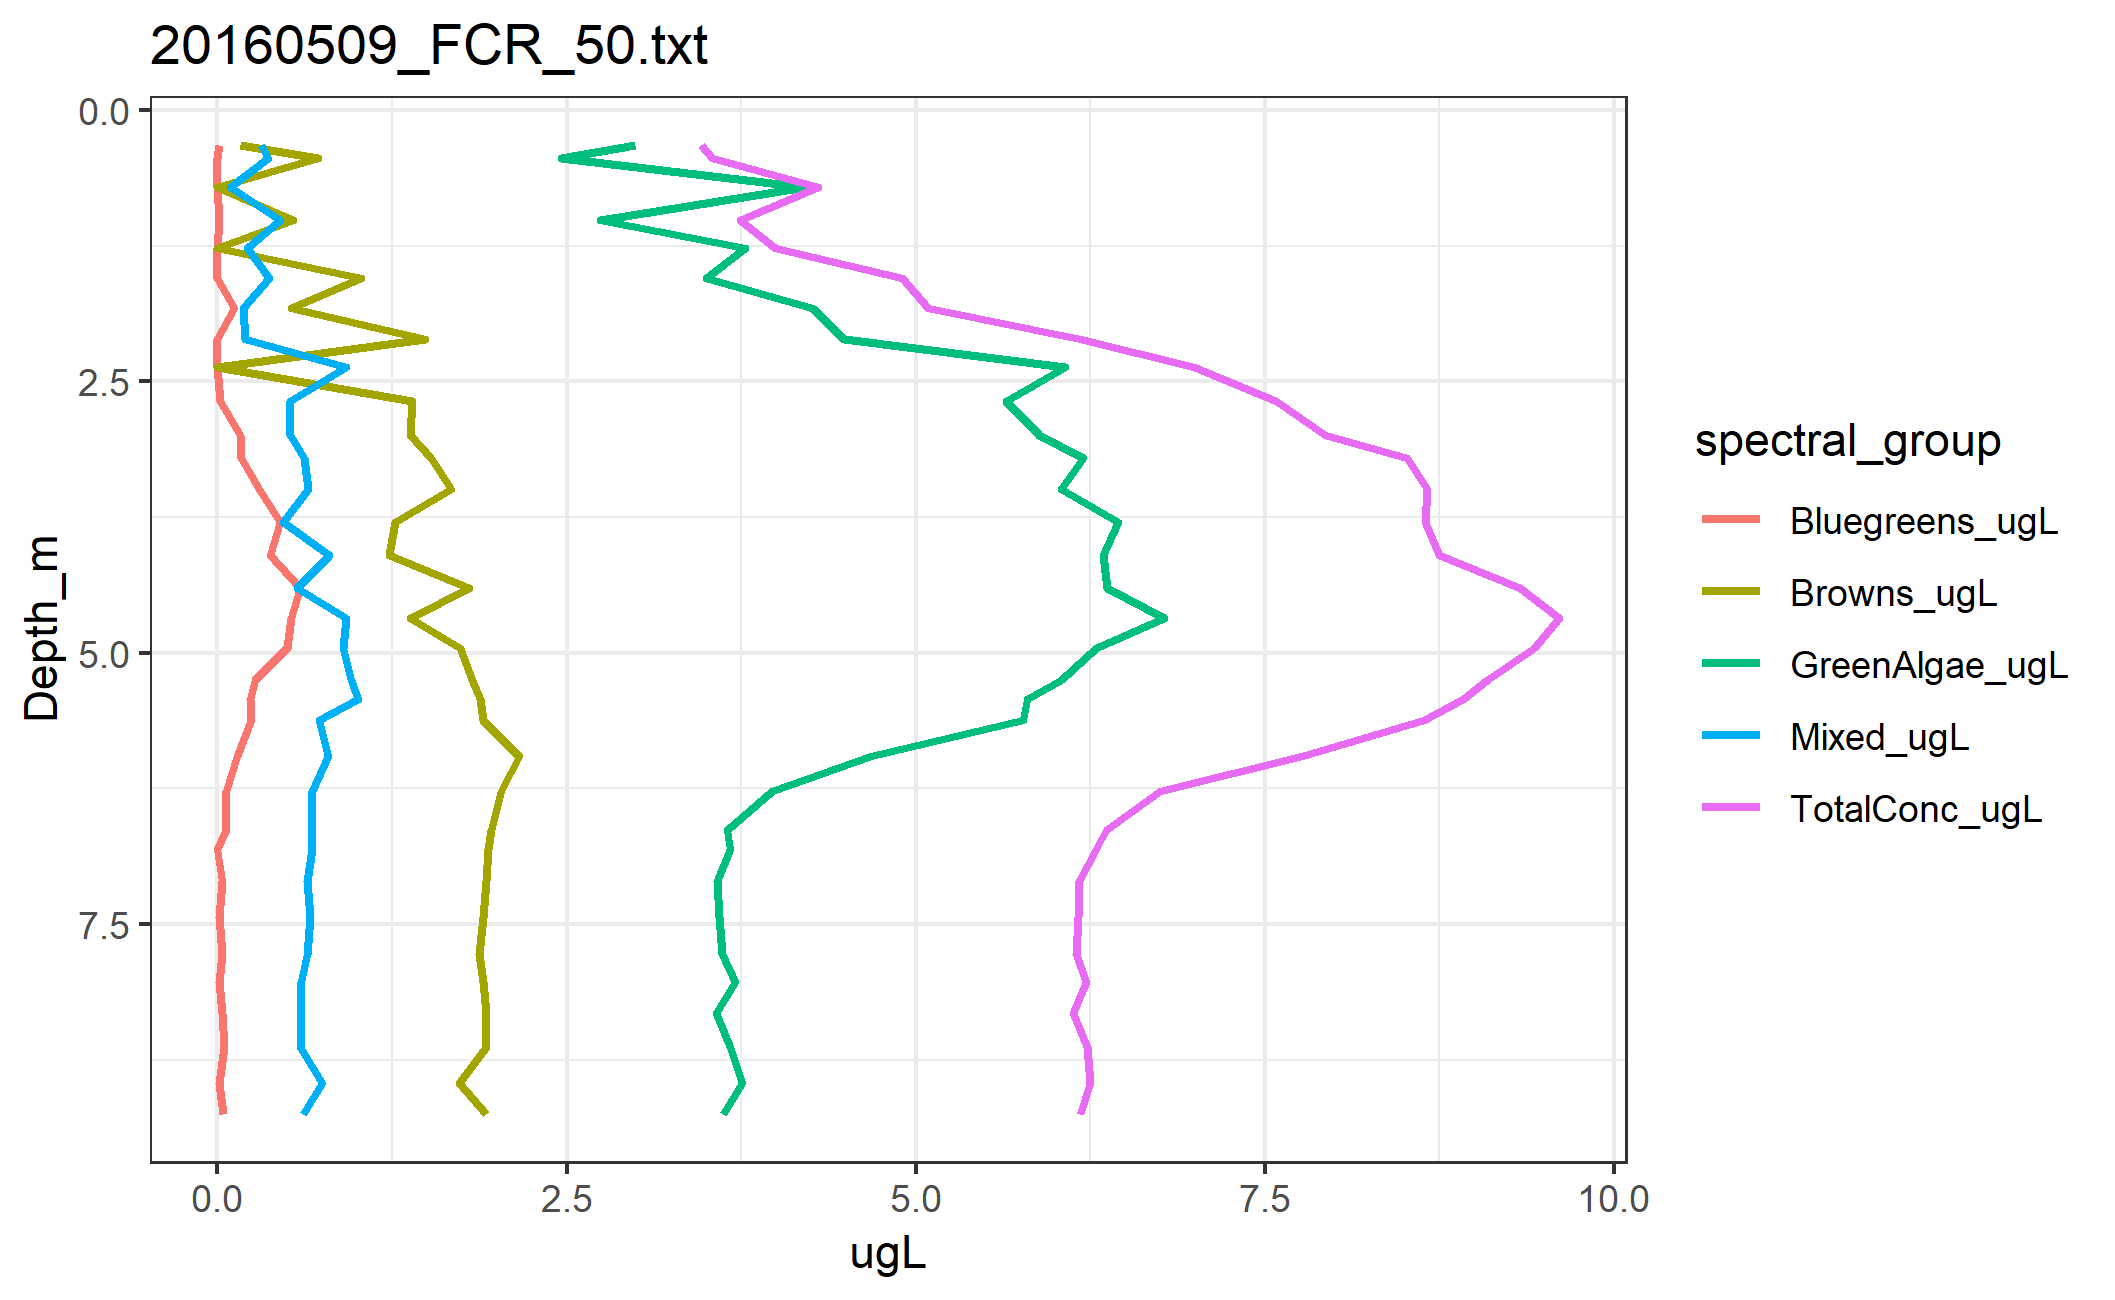 20160509_FCR_50.txt
0.0
2.5
5.0
7.5
Depth_m
0.0 2.5 5.0 7.5 10.0
ugL
spectral_group
Bluegreens_ugL
Browns_ugL
GreenAlgae_ugL
Mixed_ugL
TotalConc_ugL